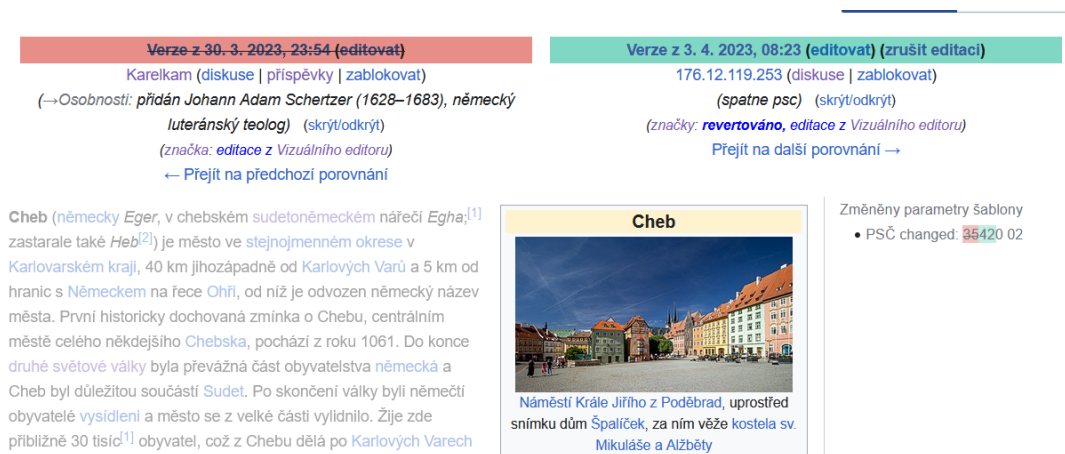 Verze z 30. 3. 2023, 23:54 (editovat)
Karelkam (diskuse | příspěvky | zablokovat)
(→Osobnosti: přidán Johann Adam Schertzer (1628–1683), německý
luteránský teolog) (skrýt/odkrýt)
(značka: editace z Vizuálního editoru)
← Přejít na předchozí porovnání
Verze z 3. 4. 2023, 08:23 (editovat) (zrušit editaci)
176.12.119.253 (diskuse | zablokovat)
(spatne psc) (skrýt/odkrýt)
(značky: revertováno, editace z Vizuálního editoru)
Přejít na další porovnání →
Cheb (německy Eger, v chebském sudetoněmeckém nářečí Egha;[1]
zastarale také Heb[2]) je město ve stejnojmenném okrese v
Karlovarském kraji, 40 km jihozápadně od Karlových Varů a 5 km od
hranic s Německem na řece Ohři, od níž je odvozen německý název
města. První historicky dochovaná zmínka o Chebu, centrálním
městě celého někdejšího Chebska, pochází z roku 1061. Do konce
druhé světové války byla převážná část obyvatelstva německá a
Cheb byl důležitou součástí Sudet. Po skončení války byli němečtí
obyvatelé vysídleni a město se z velké části vylidnilo. Žije zde
přibližně 30 tisíc[1] obyvatel, což z Chebu dělá po Karlových Varech
Cheb
Náměstí Krále Jiřího z Poděbrad, uprostřed
snímku dům Špalíček, za ním věže kostela sv.
Mikuláše a Alžběty
Změněny parametry šablony
• PSČ changed: 35420 02